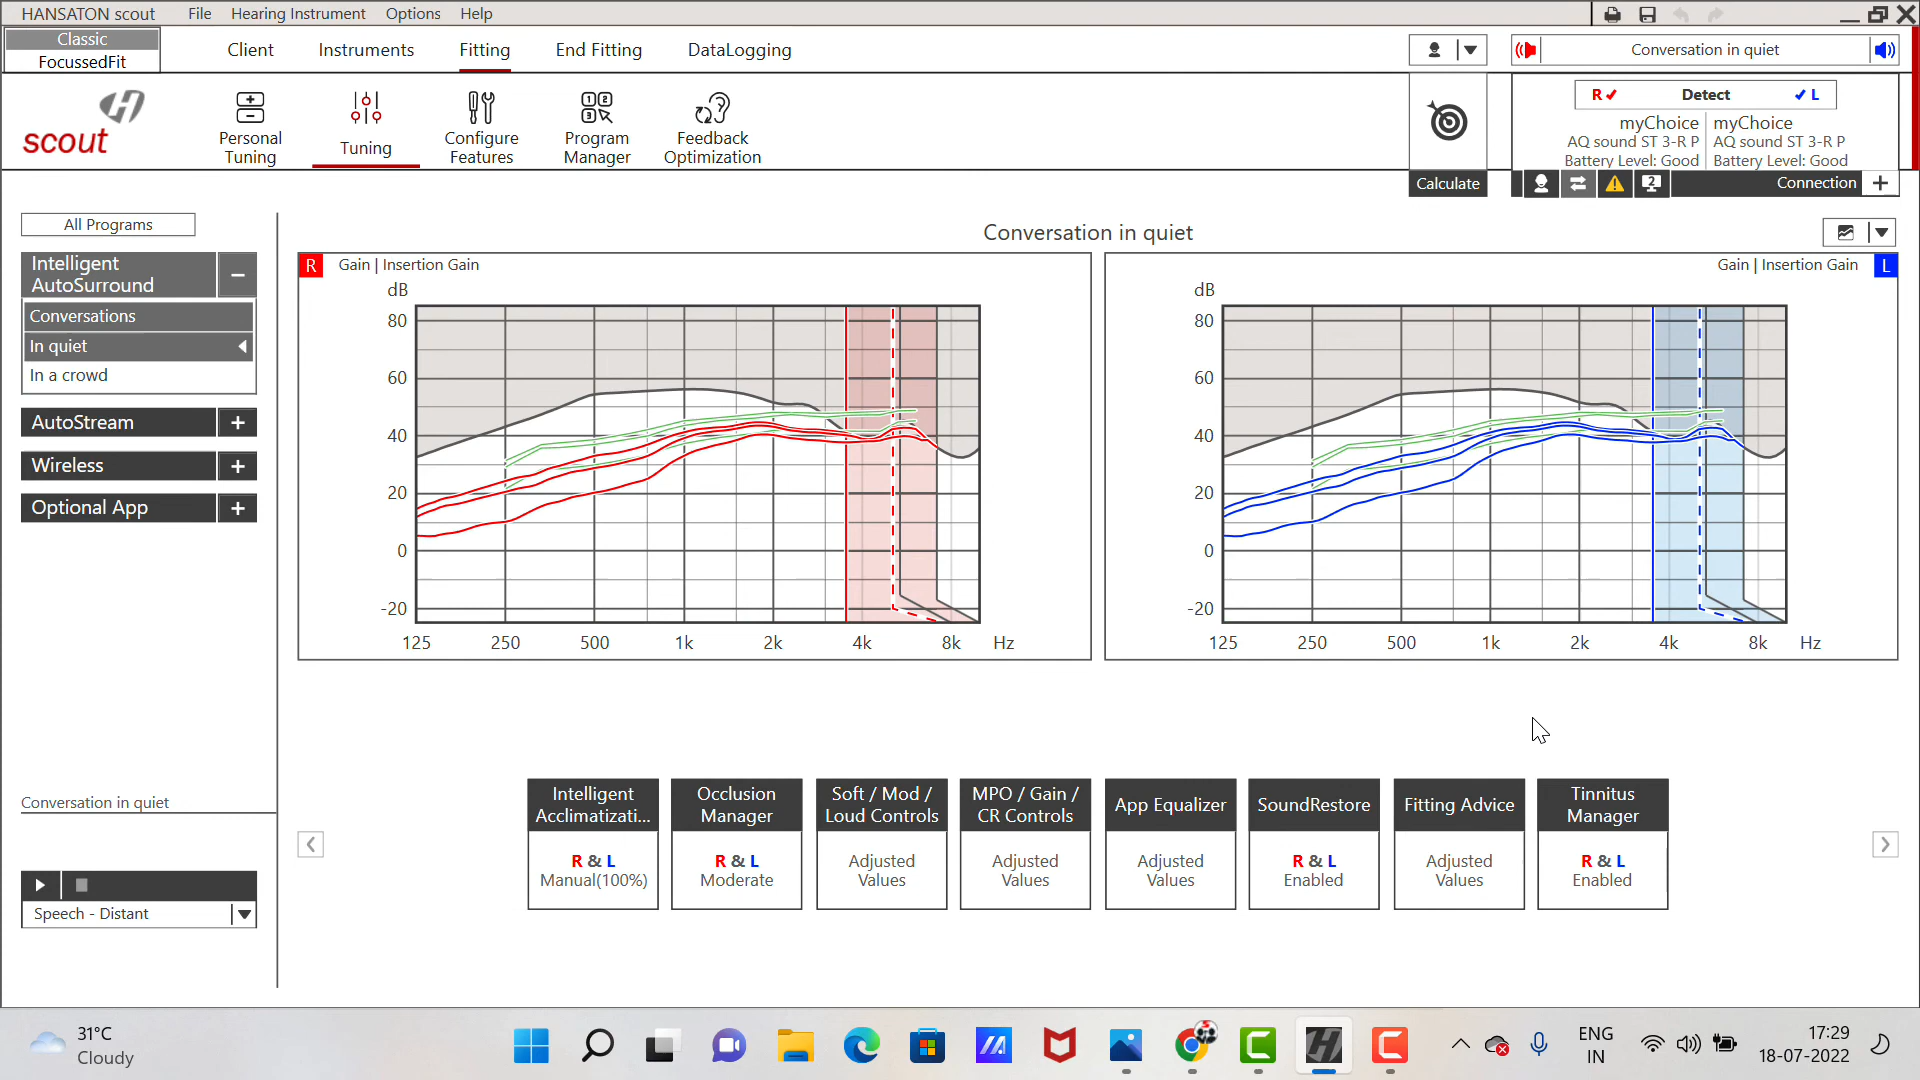 HANSATON scout File Hearing Instrument Options Help
Classic
FocussedFit
Client Instruments Fitting End Fitting DataLogging
Conversation in quiet
scout
Personal
Tuning
Tuning
Configure
Features
Program
Manager
Feedback
Optimization
Calculate
R Detect L
myChoice myChoice
AQ sound ST 3-R P AQ sound ST 3-R P
Battery Level: Good Battery Level: Good
2 Connection
All Programs
Intelligent
AutoSurround
Conversations
In quiet
In a crowd
AutoStream
Wireless
Optional App
Conversation in quiet
R Gain | Insertion Gain
dB
80
60
40
20
0
-20
125 250 500 1k 2k 4k 8k Hz
Gain | Insertion Gain L
dB
80
60
40
20
0
-20
125 250 500 1k 2k 4k 8k Hz
Conversation in quiet
Speech - Distant
Intelligent
Acclimatizati...
R & L
Manual(100%)
Occlusion
Manager
R & L
Moderate
Soft / Mod /
Loud Controls
Adjusted
Values
MPO / Gain /
CR Controls
Adjusted
Values
App Equalizer
Adjusted
Values
SoundRestore
R & L
Enabled
Fitting Advice
Adjusted
Values
Tinnitus
Manager
R & L
Enabled
31°C
Cloudy
ENG
IN
17:29
18-07-2022